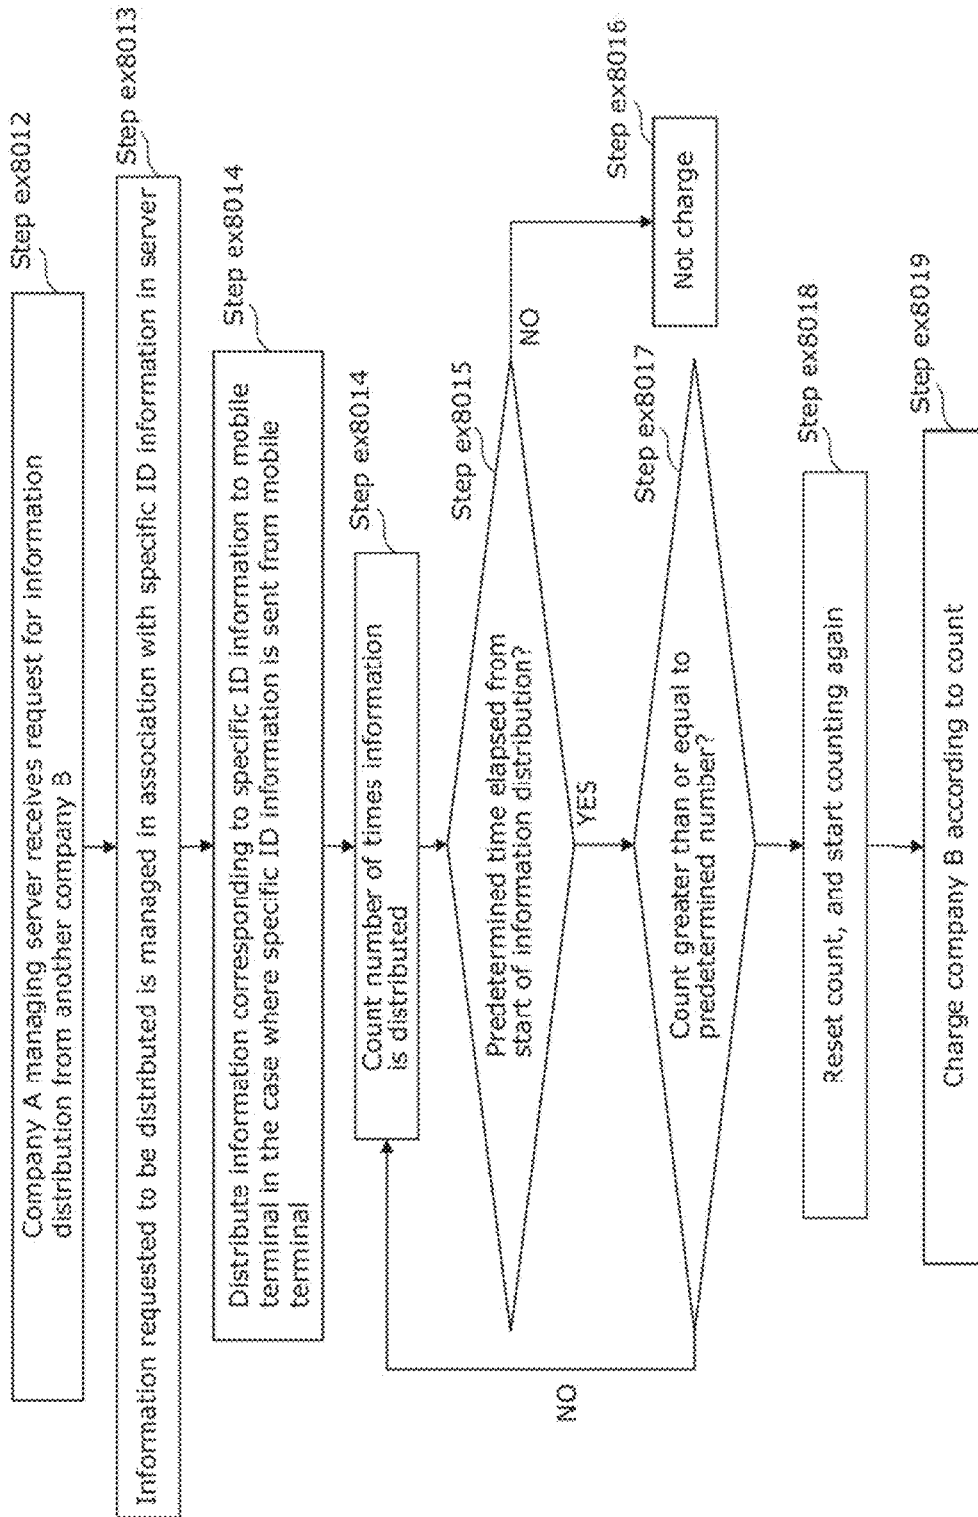 Step ex8012
Company A managing server receives request for information
distribution from another company B
Step ex8013
Information requested to be distributed is managed in association with specific ID information in server
Step ex8014
Distribute information corresponding to specific ID information to mobile
terminal in the case where specific ID information is sent from mobile
terminal
Step ex8014
Count number of times information
is distributed
Step ex8015
Predetermined time elapsed from
start of information distribution?
NO
YES
Step ex8016
Not charge
Step ex8017
Count greater than or equal to
predetermined number?
NO
Step ex8018
Reset count, and start counting again
Step ex8019
Charge company B according to count